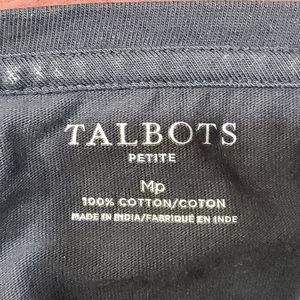 TALBOTS
PETITE
Mp
100% COTTON/COTON
MADE IN INDIA/FABRIQUÉ EN INDE